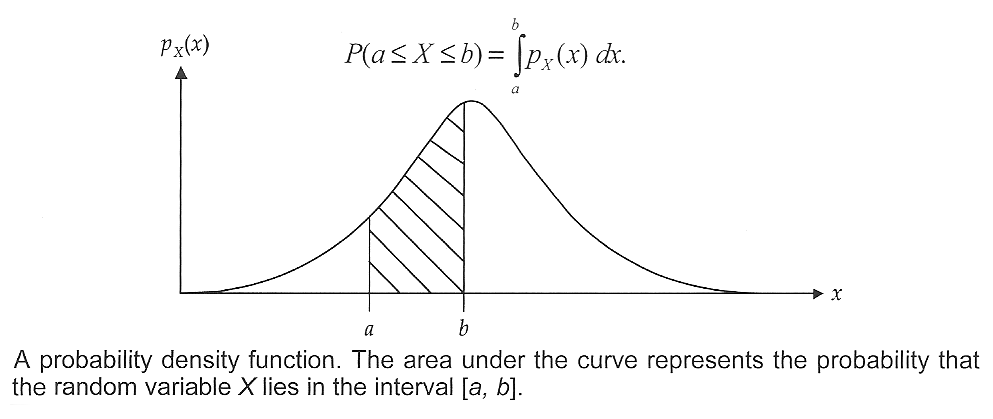 p_X(x)
P(a ≤ X ≤ b) = ∫_a^b p_X(x) dx.
x
a
b
A probability density function. The area under the curve represents the probability that
the random variable X lies in the interval [a, b].